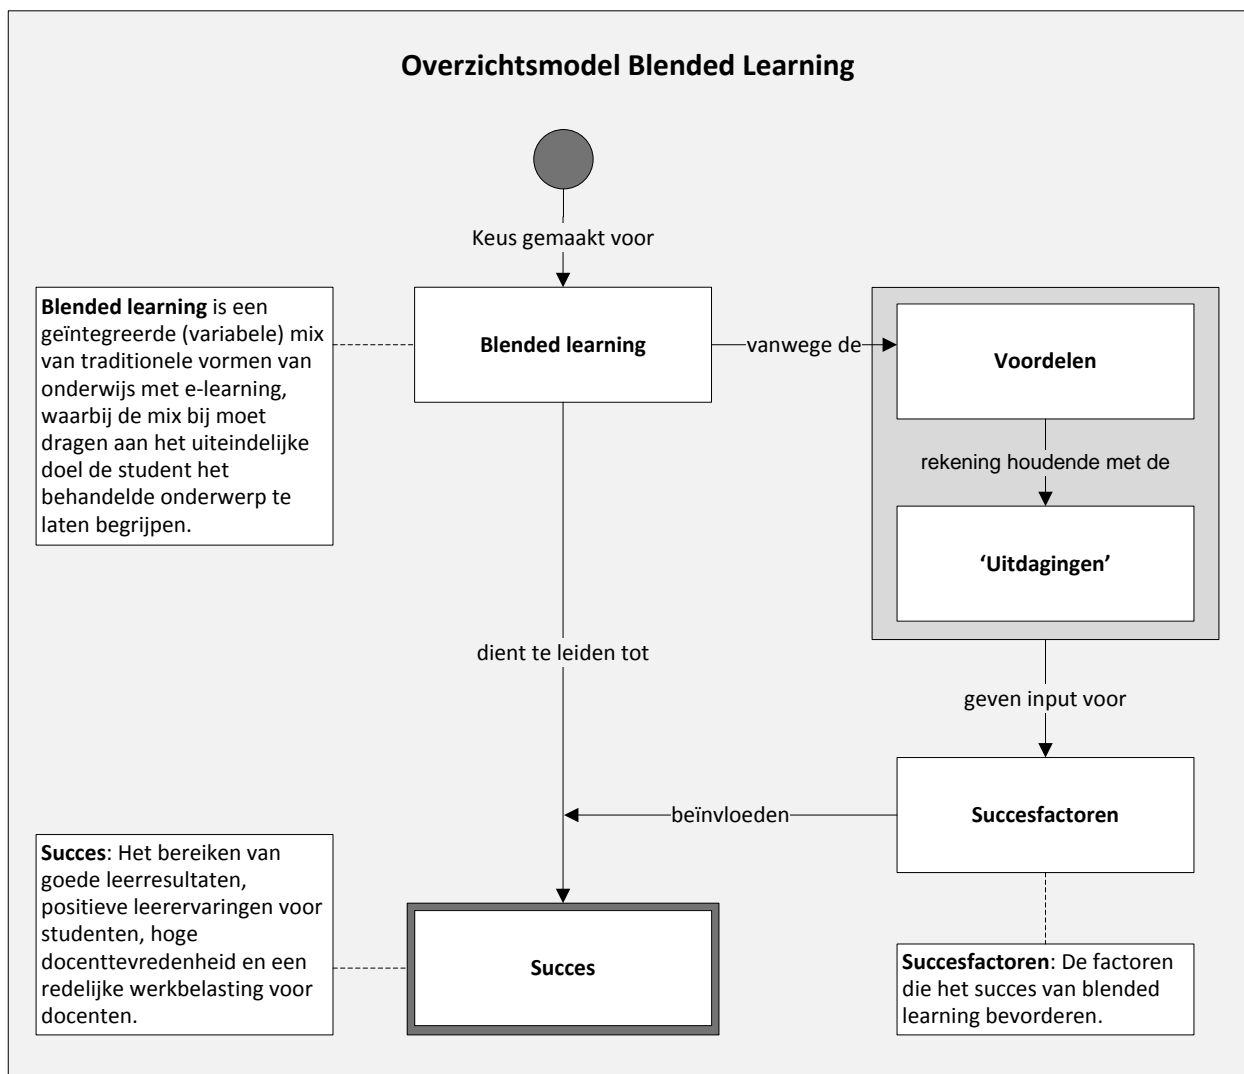 Overzichtsmodel Blended Learning
Keus gemaakt voor
Blended learning is een
geïntegreerde (variabele) mix
van traditionele vormen van
onderwijs met e-learning,
waarbij de mix bij moet
dragen aan het uiteindelijke
doel de student het
behandelde onderwerp te
laten begrijpen.
Blended learning
vanwege de
Voordelen
rekening houdende met de
‘Uitdagingen’
dient te leiden tot
geven input voor
beïnvloeden
Succesfactoren
Succes: Het bereiken van
goede leerresultaten,
positieve leerervaringen voor
studenten, hoge
docenttevredenheid en een
redelijke werkbelasting voor
docenten.
Succes
Succesfactoren: De factoren
die het succes van blended
learning bevorderen.